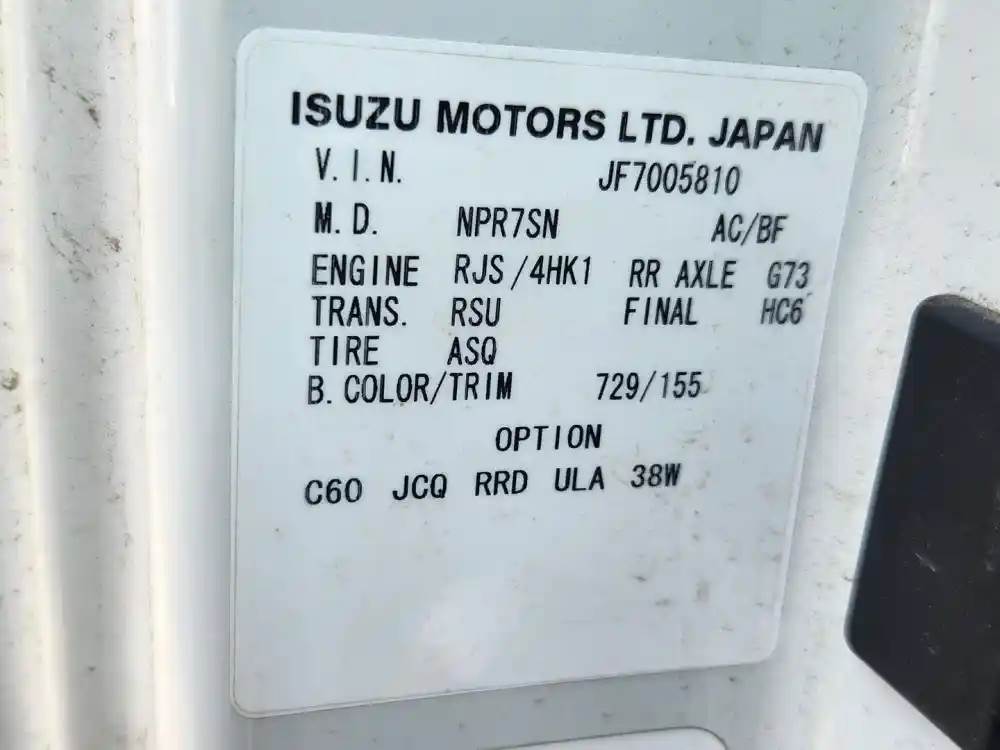 ISUZU MOTORS LTD. JAPAN
V.I.N. JF7005810
M.D. NPR7SN AC/BF
ENGINE RJS/4HK1 RR AXLE G73
TRANS. RSU FINAL HC6
TIRE ASQ
B.COLOR/TRIM 729/155
OPTION
C60 JCQ RRD ULA 38W